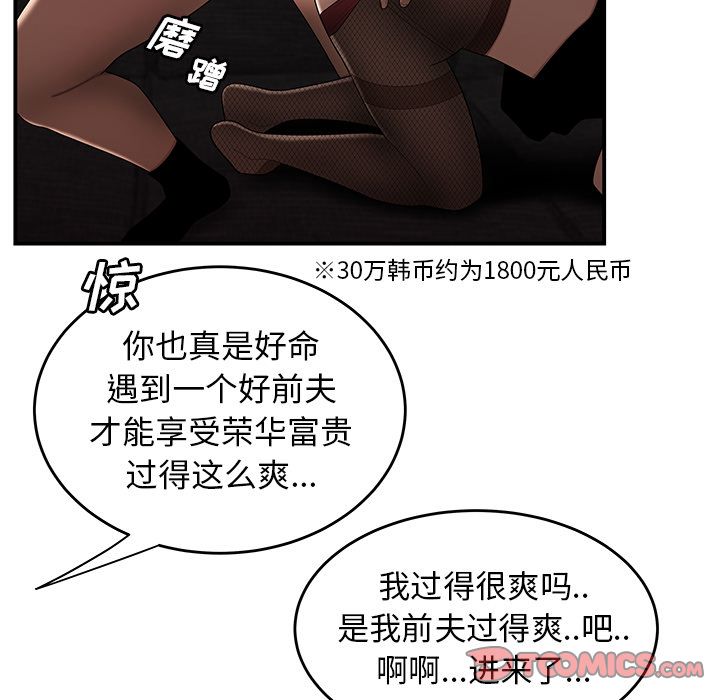 磨
蹭
※30万韩币约为1800元人民币
惊
你也真是好命
遇到一个好前夫
才能享受荣华富贵
过得这么爽...
我过得很爽吗..
是我前夫过得爽..吧..
啊啊...进来了...
BTOMICS.COM